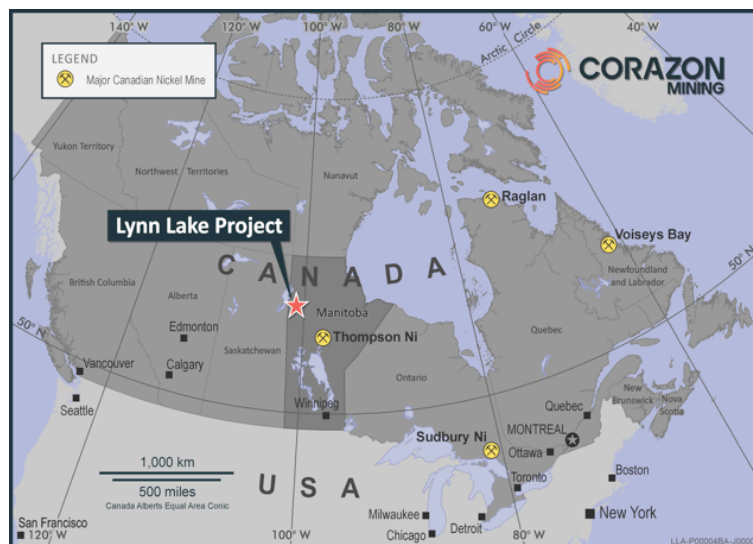 140° W
120° W
100° W
80° W
60° W
40° W
Arctic Circle
LEGEND
Major Canadian Nickel Mine
CORAZON
MINING
Yukon Territory
Northwest Territories
Nunavut
Raglan
Lynn Lake Project
Voiseys Bay
CANADA
50° N
British Columbia
Alberta
Manitoba
Newfoundland
and Labrador
Edmonton
Thompson Ni
Quebec
50° N
Saskatchewan
Vancouver
Calgary
Ontario
New
Brunswick
Nova
Scotia
Seattle
Winnipeg
Quebec
MONTREAL
Sudbury Ni
Ottawa
1,000 km
500 miles
Canada Alberts Equal Area Conic
USA
Toronto
Boston
San Francisco
120° W
100° W
Milwaukee
Chicago
Detroit
80° W
New York